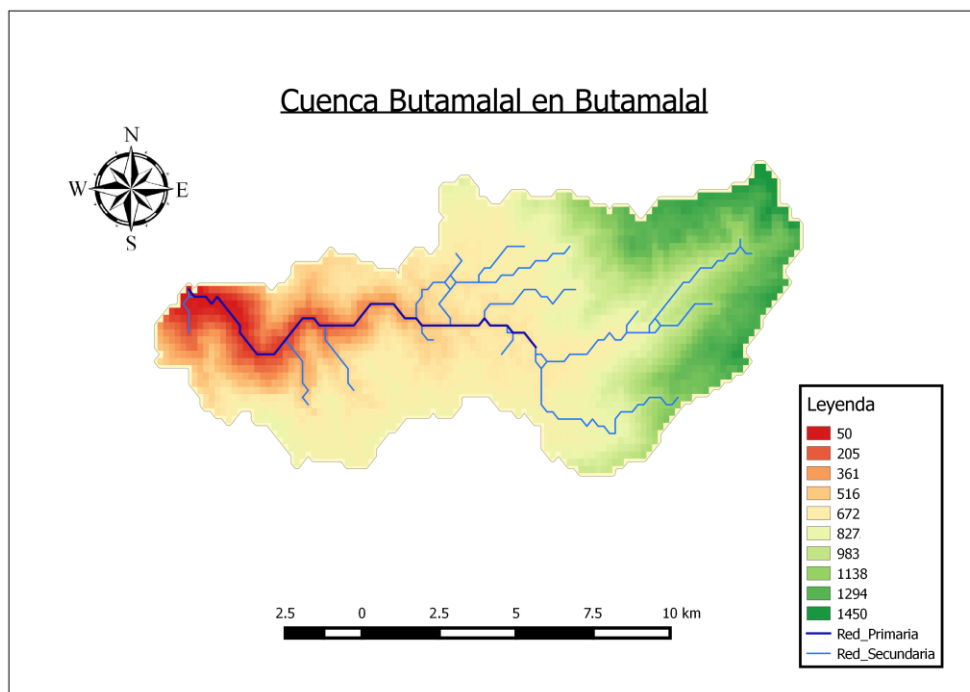 Cuenca Butamalal en Butamalal
N
W E
S
Leyenda
50
205
361
516
672
827
983
1138
1294
1450
Red_Primaria
Red_Secundaria
2.5 0 2.5 5 7.5 10 km